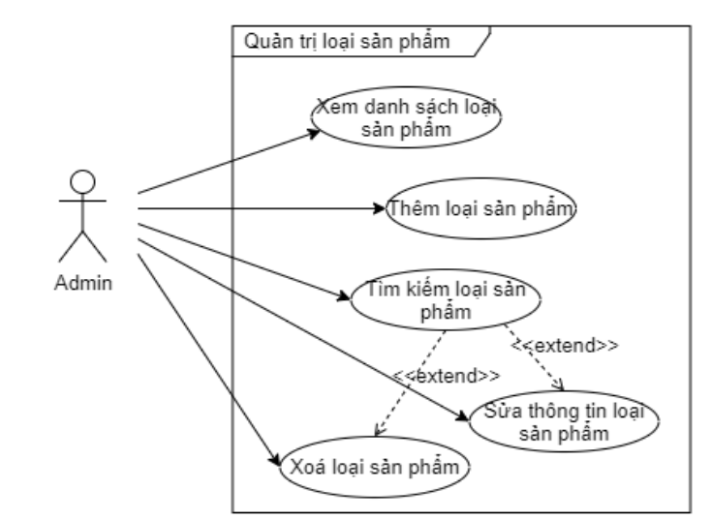 Quản trị loại sản phẩm
Xem danh sách loại
sản phẩm
Thêm loại sản phẩm
Admin
Tìm kiếm loại sản
phẩm
<<extend>>
<<extend>>
Sửa thông tin loại
sản phẩm
Xoá loại sản phẩm